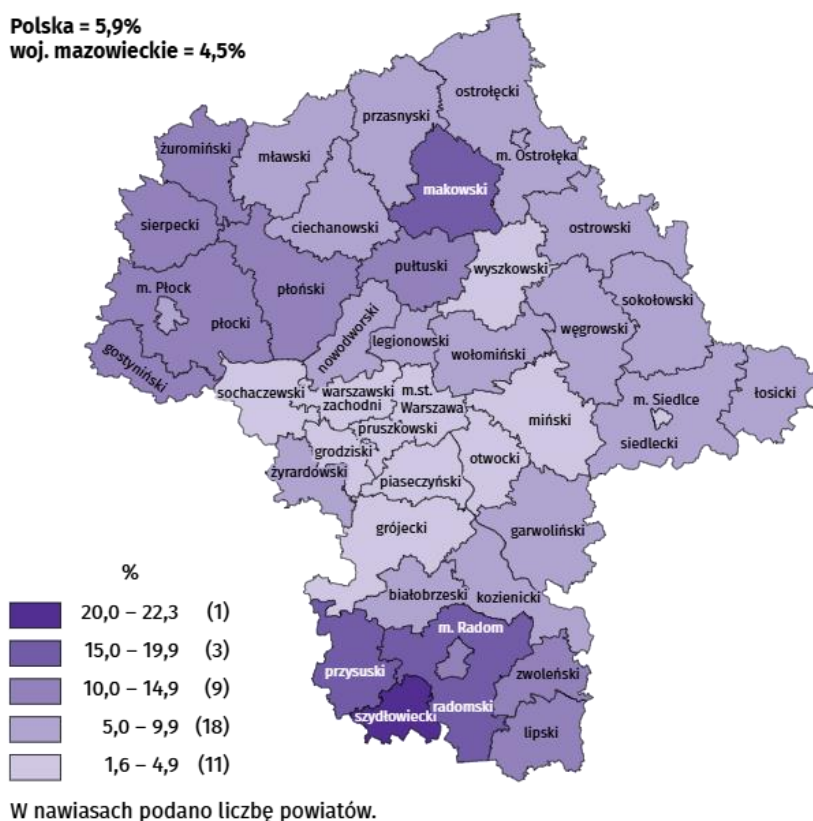 Polska = 5,9%
woj. mazowieckie = 4,5%
ostrołęcki
przasnyski
żuromiński
mławski
m. Ostrołęka
makowski
sierpecki
ciechanowski
ostrowski
pułtuski
wyszkowski
m. Płock
płoński
sokołowski
płocki
nowodworski
legionowski
węgrowski
wołomiński
gostyniński
sochaczewski
warszawski
zachodni
m.st.
Warszawa
m. Siedlce
łosicki
miński
pruszkowski
siedlecki
grodziski
otwocki
żyrardowski
piaseczyński
grójecki
garwoliński
białobrzeski
kozienicki
m. Radom
przysuski
zwoleński
szydłowiecki
radomski
lipski
%
20,0 – 22,3 (1)
15,0 – 19,9 (3)
10,0 – 14,9 (9)
5,0 – 9,9 (18)
1,6 – 4,9 (11)
W nawiasach podano liczbę powiatów.